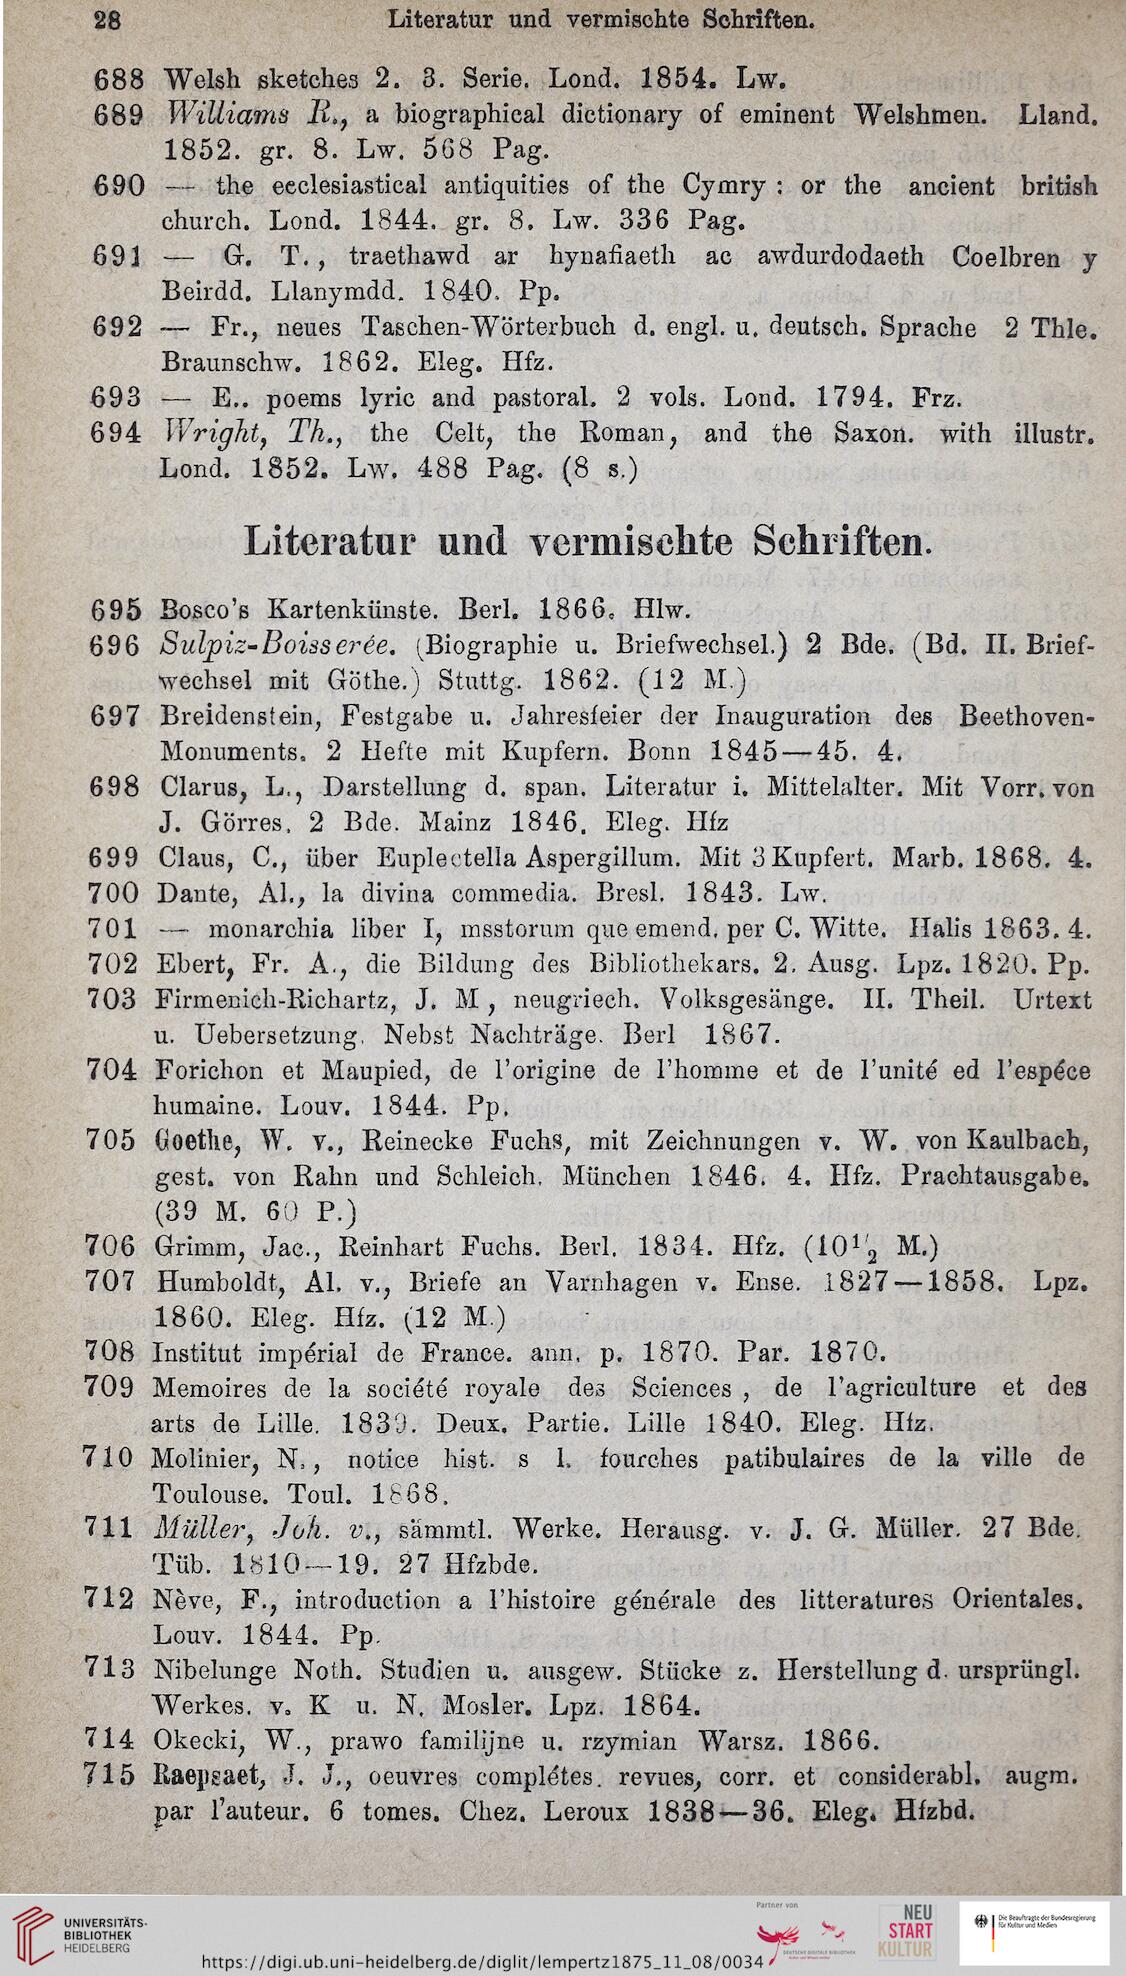 28 Literatur und vermischte Schriften.
688 Welsh sketches 2. 3. Serie. Lond. 1854. Lw.
689 Williams R., a biographical dictionary of eminent Welshmen. Lland.
1852. gr. 8. Lw. 568 Pag.
690 — the ecclesiastical antiquities of the Cymry : or the ancient british
church. Lond. 1844. gr. 8. Lw. 336 Pag.
691 — G. T., traethawd ar hynafiaeth ac awdurdodaeth Coelbren y
Beirdd. Llanymdd. 1840. Pp.
692 — Fr., neues Taschen-Wörterbuch d. engl. u. deutsch. Sprache 2 Thle.
Braunschw. 1862. Eleg. Hfz.
693 — E.. poems lyric and pastoral. 2 vols. Lond. 1794. Frz.
694 Wright, Th., the Celt, the Roman, and the Saxon. with illustr.
Lond. 1852. Lw. 488 Pag. (8 s.)
Literatur und vermischte Schriften.
695 Bosco's Kartenkünste. Berl. 1866. Hlw.
696 Sulpiz-Boisserée. (Biographie u. Briefwechsel.) 2 Bde. (Bd. II. Brief-
wechsel mit Göthe.) Stuttg. 1862. (12 M.)
697 Breidenstein, Festgabe u. Jahresfeier der Inauguration des Beethoven-
Monuments. 2 Hefte mit Kupfern. Bonn 1845—45. 4.
698 Clarus, L., Darstellung d. span. Literatur i. Mittelalter. Mit Vorr. von
J. Görres. 2 Bde. Mainz 1846. Eleg. Hfz
699 Claus, C., über Euplectella Aspergillum. Mit 3 Kupfert. Marb. 1868. 4.
700 Dante, Al., la divina commedia. Bresl. 1843. Lw.
701 — monarchia liber I, msstorum que emend. per C. Witte. Halis 1863. 4.
702 Ebert, Fr. A., die Bildung des Bibliothekars. 2. Ausg. Lpz. 1820. Pp.
703 Firmenich-Richartz, J. M , neugriech. Volksgesänge. II. Theil. Urtext
u. Uebersetzung. Nebst Nachträge. Berl 1867.
704 Forichon et Maupied, de l'origine de l'homme et de l'unité ed l'espéce
humaine. Louv. 1844. Pp.
705 Goethe, W. v., Reinecke Fuchs, mit Zeichnungen v. W. von Kaulbach,
gest. von Rahn und Schleich. München 1846. 4. Hfz. Prachtausgabe.
(39 M. 60 P.)
706 Grimm, Jac., Reinhart Fuchs. Berl. 1834. Hfz. (10½ M.)
707 Humboldt, Al. v., Briefe an Varnhagen v. Ense. 1827—1858. Lpz.
1860. Eleg. Hfz. (12 M.)
708 Institut impérial de France. ann. p. 1870. Par. 1870.
709 Memoires de la société royale des Sciences , de l'agriculture et des
arts de Lille. 1839. Deux. Partie. Lille 1840. Eleg. Hfz.
710 Molinier, N., notice hist. s l. fourches patibulaires de la ville de
Toulouse. Toul. 1868.
711 Müller, Joh. v., sämmtl. Werke. Herausg. v. J. G. Müller. 27 Bde.
Tüb. 1810—19. 27 Hfzbde.
712 Nève, F., introduction a l'histoire générale des litteratures Orientales.
Louv. 1844. Pp.
713 Nibelunge Noth. Studien u. ausgew. Stücke z. Herstellung d. ursprüngl.
Werkes. v. K u. N. Mosler. Lpz. 1864.
714 Okecki, W., prawo familijne u. rzymian Warsz. 1866.
715 Raepsaet, J. J., oeuvres complétes. revues, corr. et considerabl. augm.
par l'auteur. 6 tomes. Chez. Leroux 1838—36. Eleg. Hfzbd.
UNIVERSITÄTS-
BIBLIOTHEK
HEIDELBERG
https://digi.ub.uni-heidelberg.de/diglit/lempertz1875_11_08/0034
Partner von
DEUTSCHE DIGITALE BIBLIOTHEK
NEU
START
KULTUR
Die Beauftragte der Bundesregierung
für Kultur und Medien